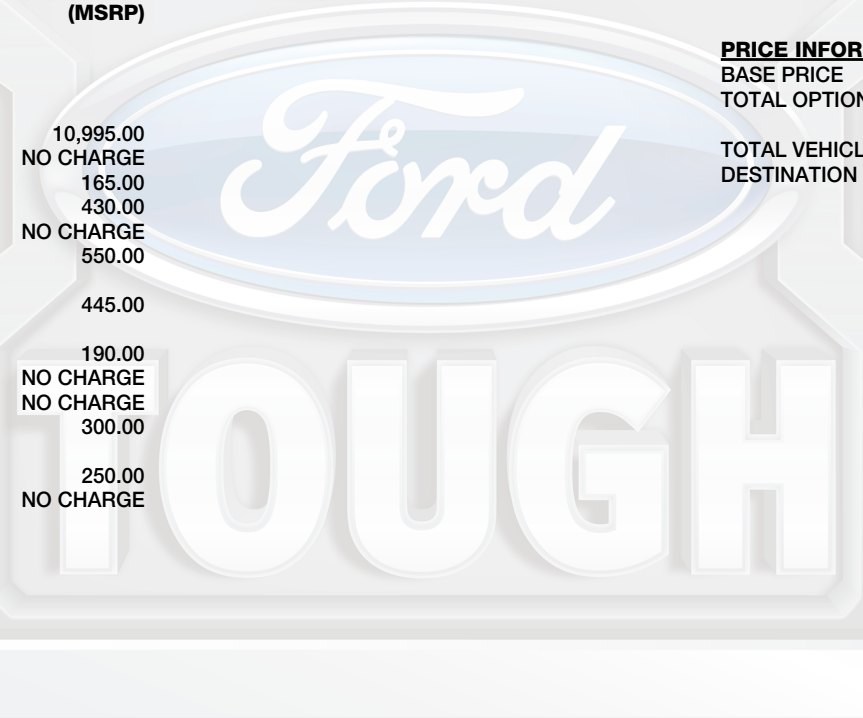 (MSRP)
10,995.00
NO CHARGE
165.00
430.00
NO CHARGE
550.00
445.00
190.00
NO CHARGE
NO CHARGE
300.00
250.00
NO CHARGE
PRICE INFOR
BASE PRICE
TOTAL OPTION
TOTAL VEHICL
DESTINATION
Ford
TOUGH